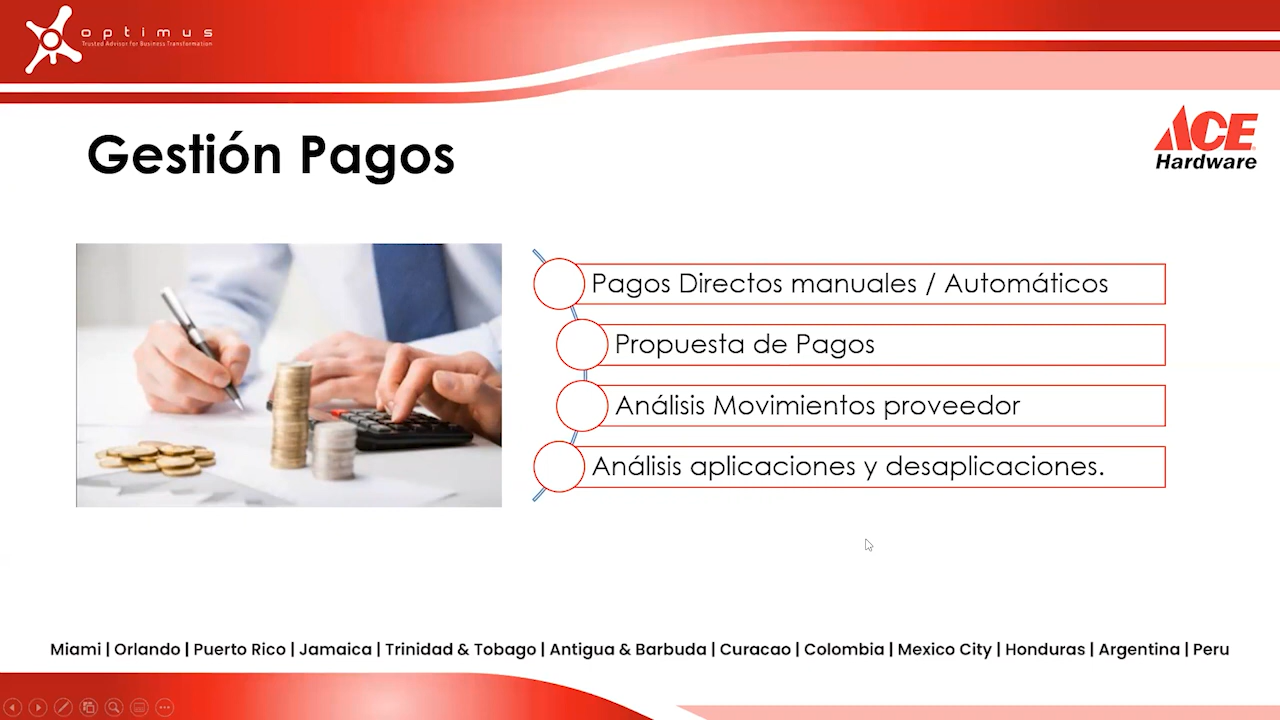 optimus
Trusted Advisor for Business Transformation
ACE
Hardware
Gestión Pagos
Pagos Directos manuales / Automáticos
Propuesta de Pagos
Análisis Movimientos proveedor
Análisis aplicaciones y desaplicaciones.
Miami | Orlando | Puerto Rico | Jamaica | Trinidad & Tobago | Antigua & Barbuda | Curacao | Colombia | Mexico City | Honduras | Argentina | Peru